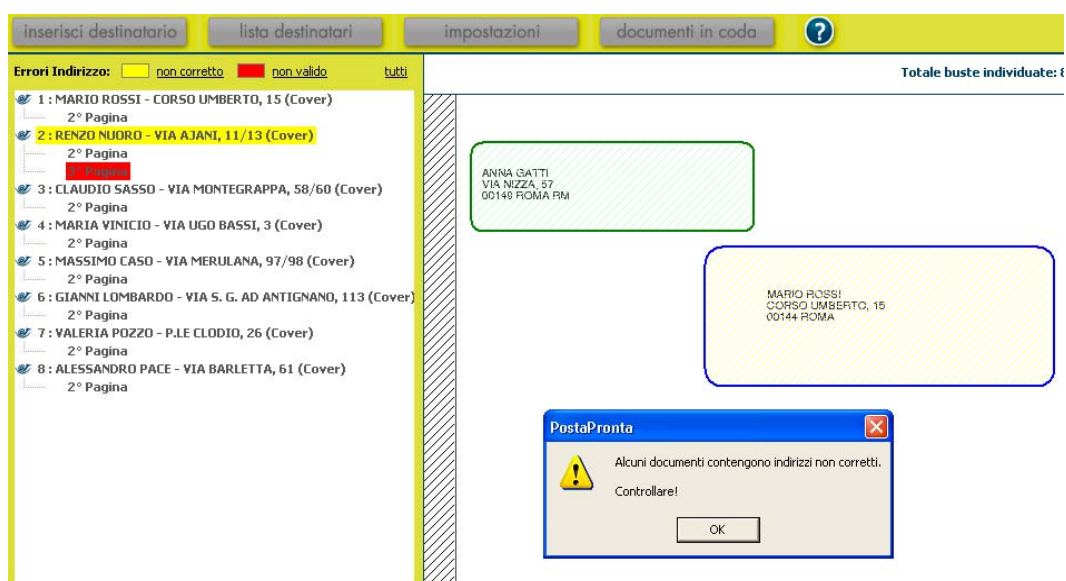 inserisci destinatario lista destinatari impostazioni documenti in coda ?
Errori Indirizzo: non corretto non valido tutti
Totale buste individuate: 8
1 : MARIO ROSSI - CORSO UMBERTO, 15 (Cover)
2° Pagina
2 : RENZO NUORO - VIA AJANI, 11/13 (Cover)
2° Pagina
3° Pagina
3 : CLAUDIO SASSO - VIA MONTEGRAPPA, 58/60 (Cover)
2° Pagina
4 : MARIA VINICIO - VIA UGO BASSI, 3 (Cover)
2° Pagina
5 : MASSIMO CASO - VIA MERULANA, 97/98 (Cover)
2° Pagina
6 : GIANNI LOMBARDO - VIA S. G. AD ANTIGNANO, 113 (Cover)
2° Pagina
7 : VALERIA POZZO - P.LE CLODIO, 26 (Cover)
2° Pagina
8 : ALESSANDRO PACE - VIA BARLETTA, 61 (Cover)
2° Pagina
ANNA GATTI
VIA NIZZA, 57
00149 ROMA RM
MARIO ROSSI
CORSO UMBERTO, 15
00144 ROMA
PostaPronta
Alcuni documenti contengono indirizzi non corretti.
Controllare!
OK